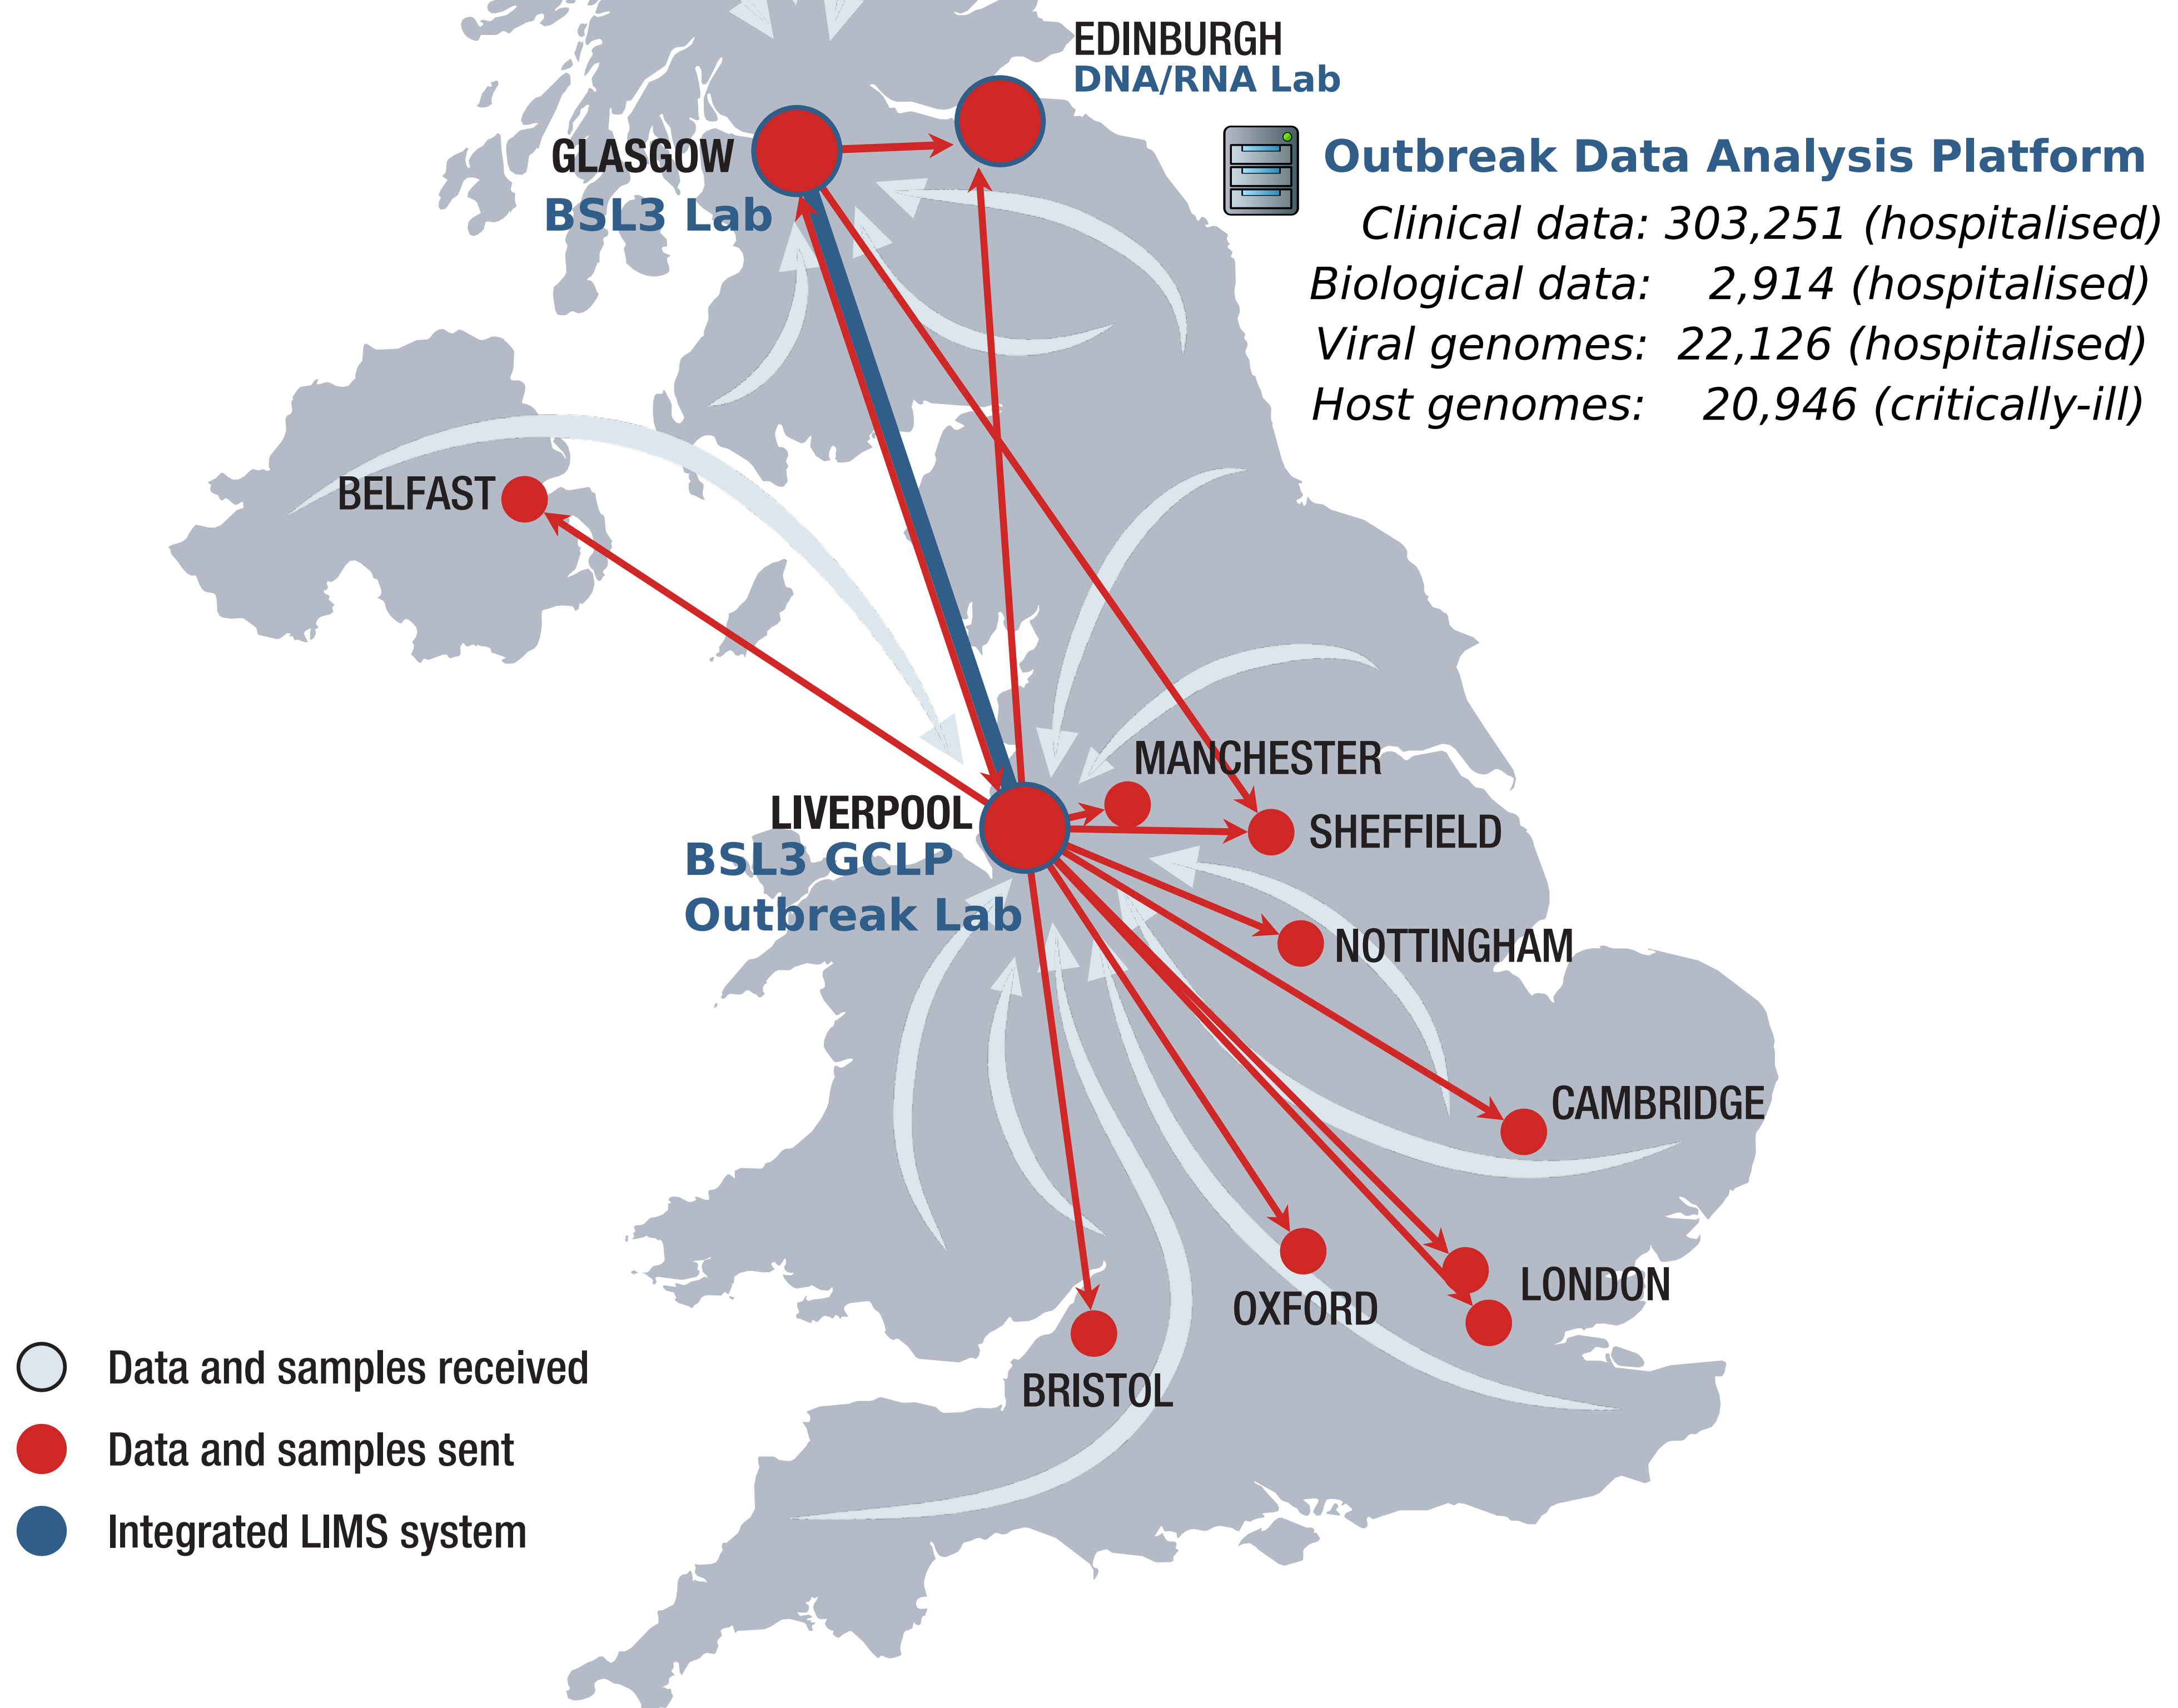 EDINBURGH
DNA/RNA Lab
GLASGOW
BSL3 Lab
Outbreak Data Analysis Platform
Clinical data: 303,251 (hospitalised)
Biological data: 2,914 (hospitalised)
Viral genomes: 22,126 (hospitalised)
Host genomes: 20,946 (critically-ill)
BELFAST
MANCHESTER
LIVERPOOL
BSL3 GCLP
Outbreak Lab
SHEFFIELD
NOTTINGHAM
CAMBRIDGE
LONDON
OXFORD
BRISTOL
Data and samples received
Data and samples sent
Integrated LIMS system